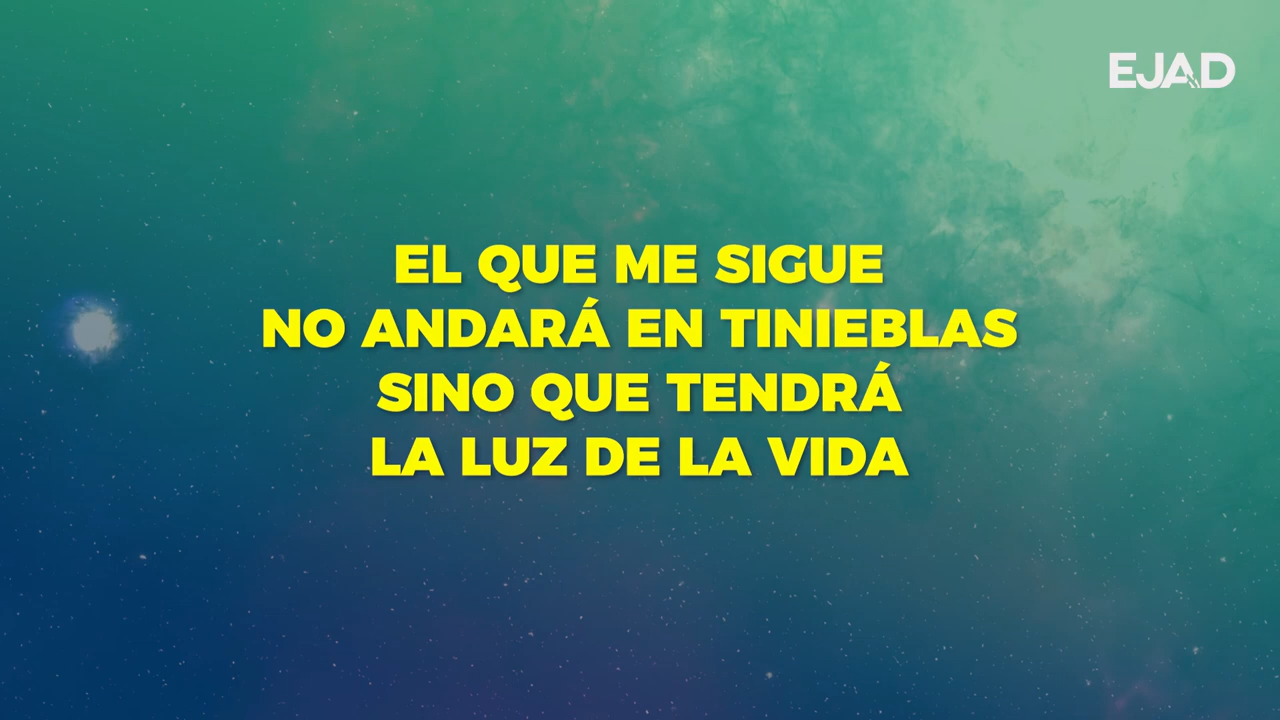 EJAD
EL QUE ME SIGUE
NO ANDARÁ EN TINIEBLAS
SINO QUE TENDRÁ
LA LUZ DE LA VIDA